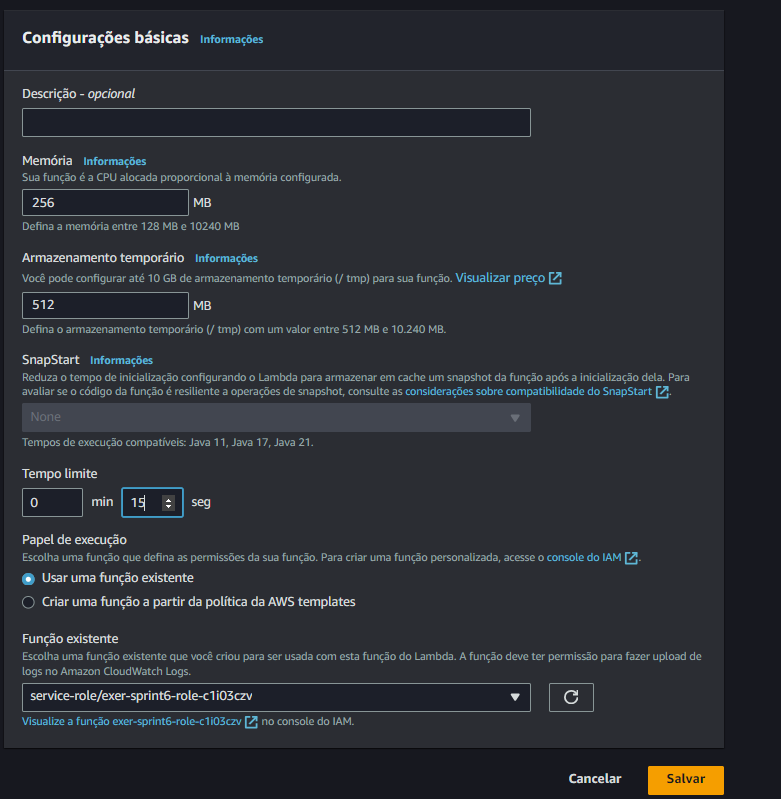 Configurações básicas Informações
Descrição - opcional
Memória Informações
Sua função é a CPU alocada proporcional à memória configurada.
256 MB
Defina a memória entre 128 MB e 10240 MB
Armazenamento temporário Informações
Você pode configurar até 10 GB de armazenamento temporário (/ tmp) para sua função. Visualizar preço
512 MB
Defina o armazenamento temporário (/ tmp) com um valor entre 512 MB e 10.240 MB.
SnapStart Informações
Reduza o tempo de inicialização configurando o Lambda para armazenar em cache um snapshot da função após a inicialização dela. Para
avaliar se o código da função é resiliente a operações de snapshot, consulte as considerações sobre compatibilidade do SnapStart .
None
Tempos de execução compatíveis: Java 11, Java 17, Java 21.
Tempo limite
0 min 15 seg
Papel de execução
Escolha uma função que defina as permissões da sua função. Para criar uma função personalizada, acesse o console do IAM .
Usar uma função existente
Criar uma função a partir da política da AWS templates
Função existente
Escolha uma função existente que você criou para ser usada com esta função do Lambda. A função deve ter permissão para fazer upload de
logs no Amazon CloudWatch Logs.
service-role/exer-sprint6-role-c1i03czv
Visualize a função exer-sprint6-role-c1i03czv no console do IAM.
Cancelar Salvar